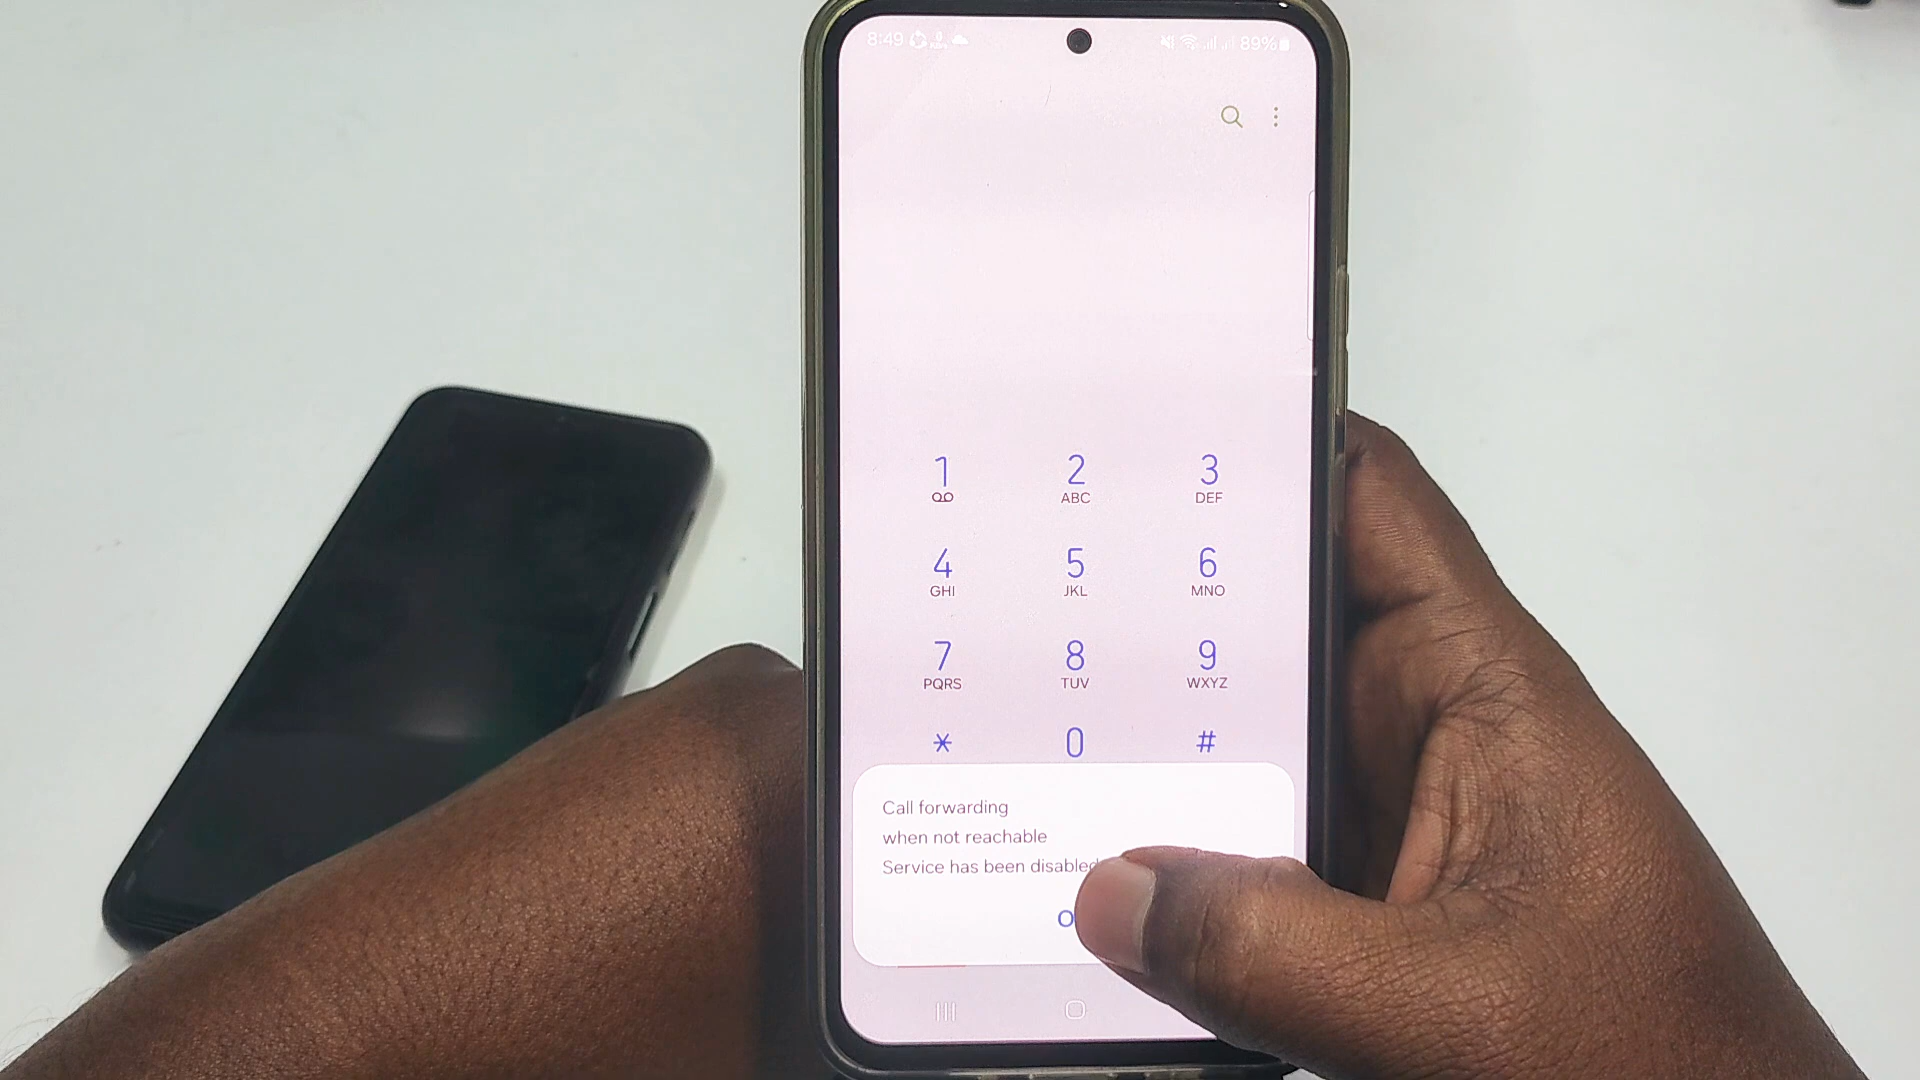 8:49
89%
1
2 ABC
3 DEF
4 GHI
5 JKL
6 MNO
7 PQRS
8 TUV
9 WXYZ
* 0 #
Call forwarding
when not reachable
Service has been disabled
O